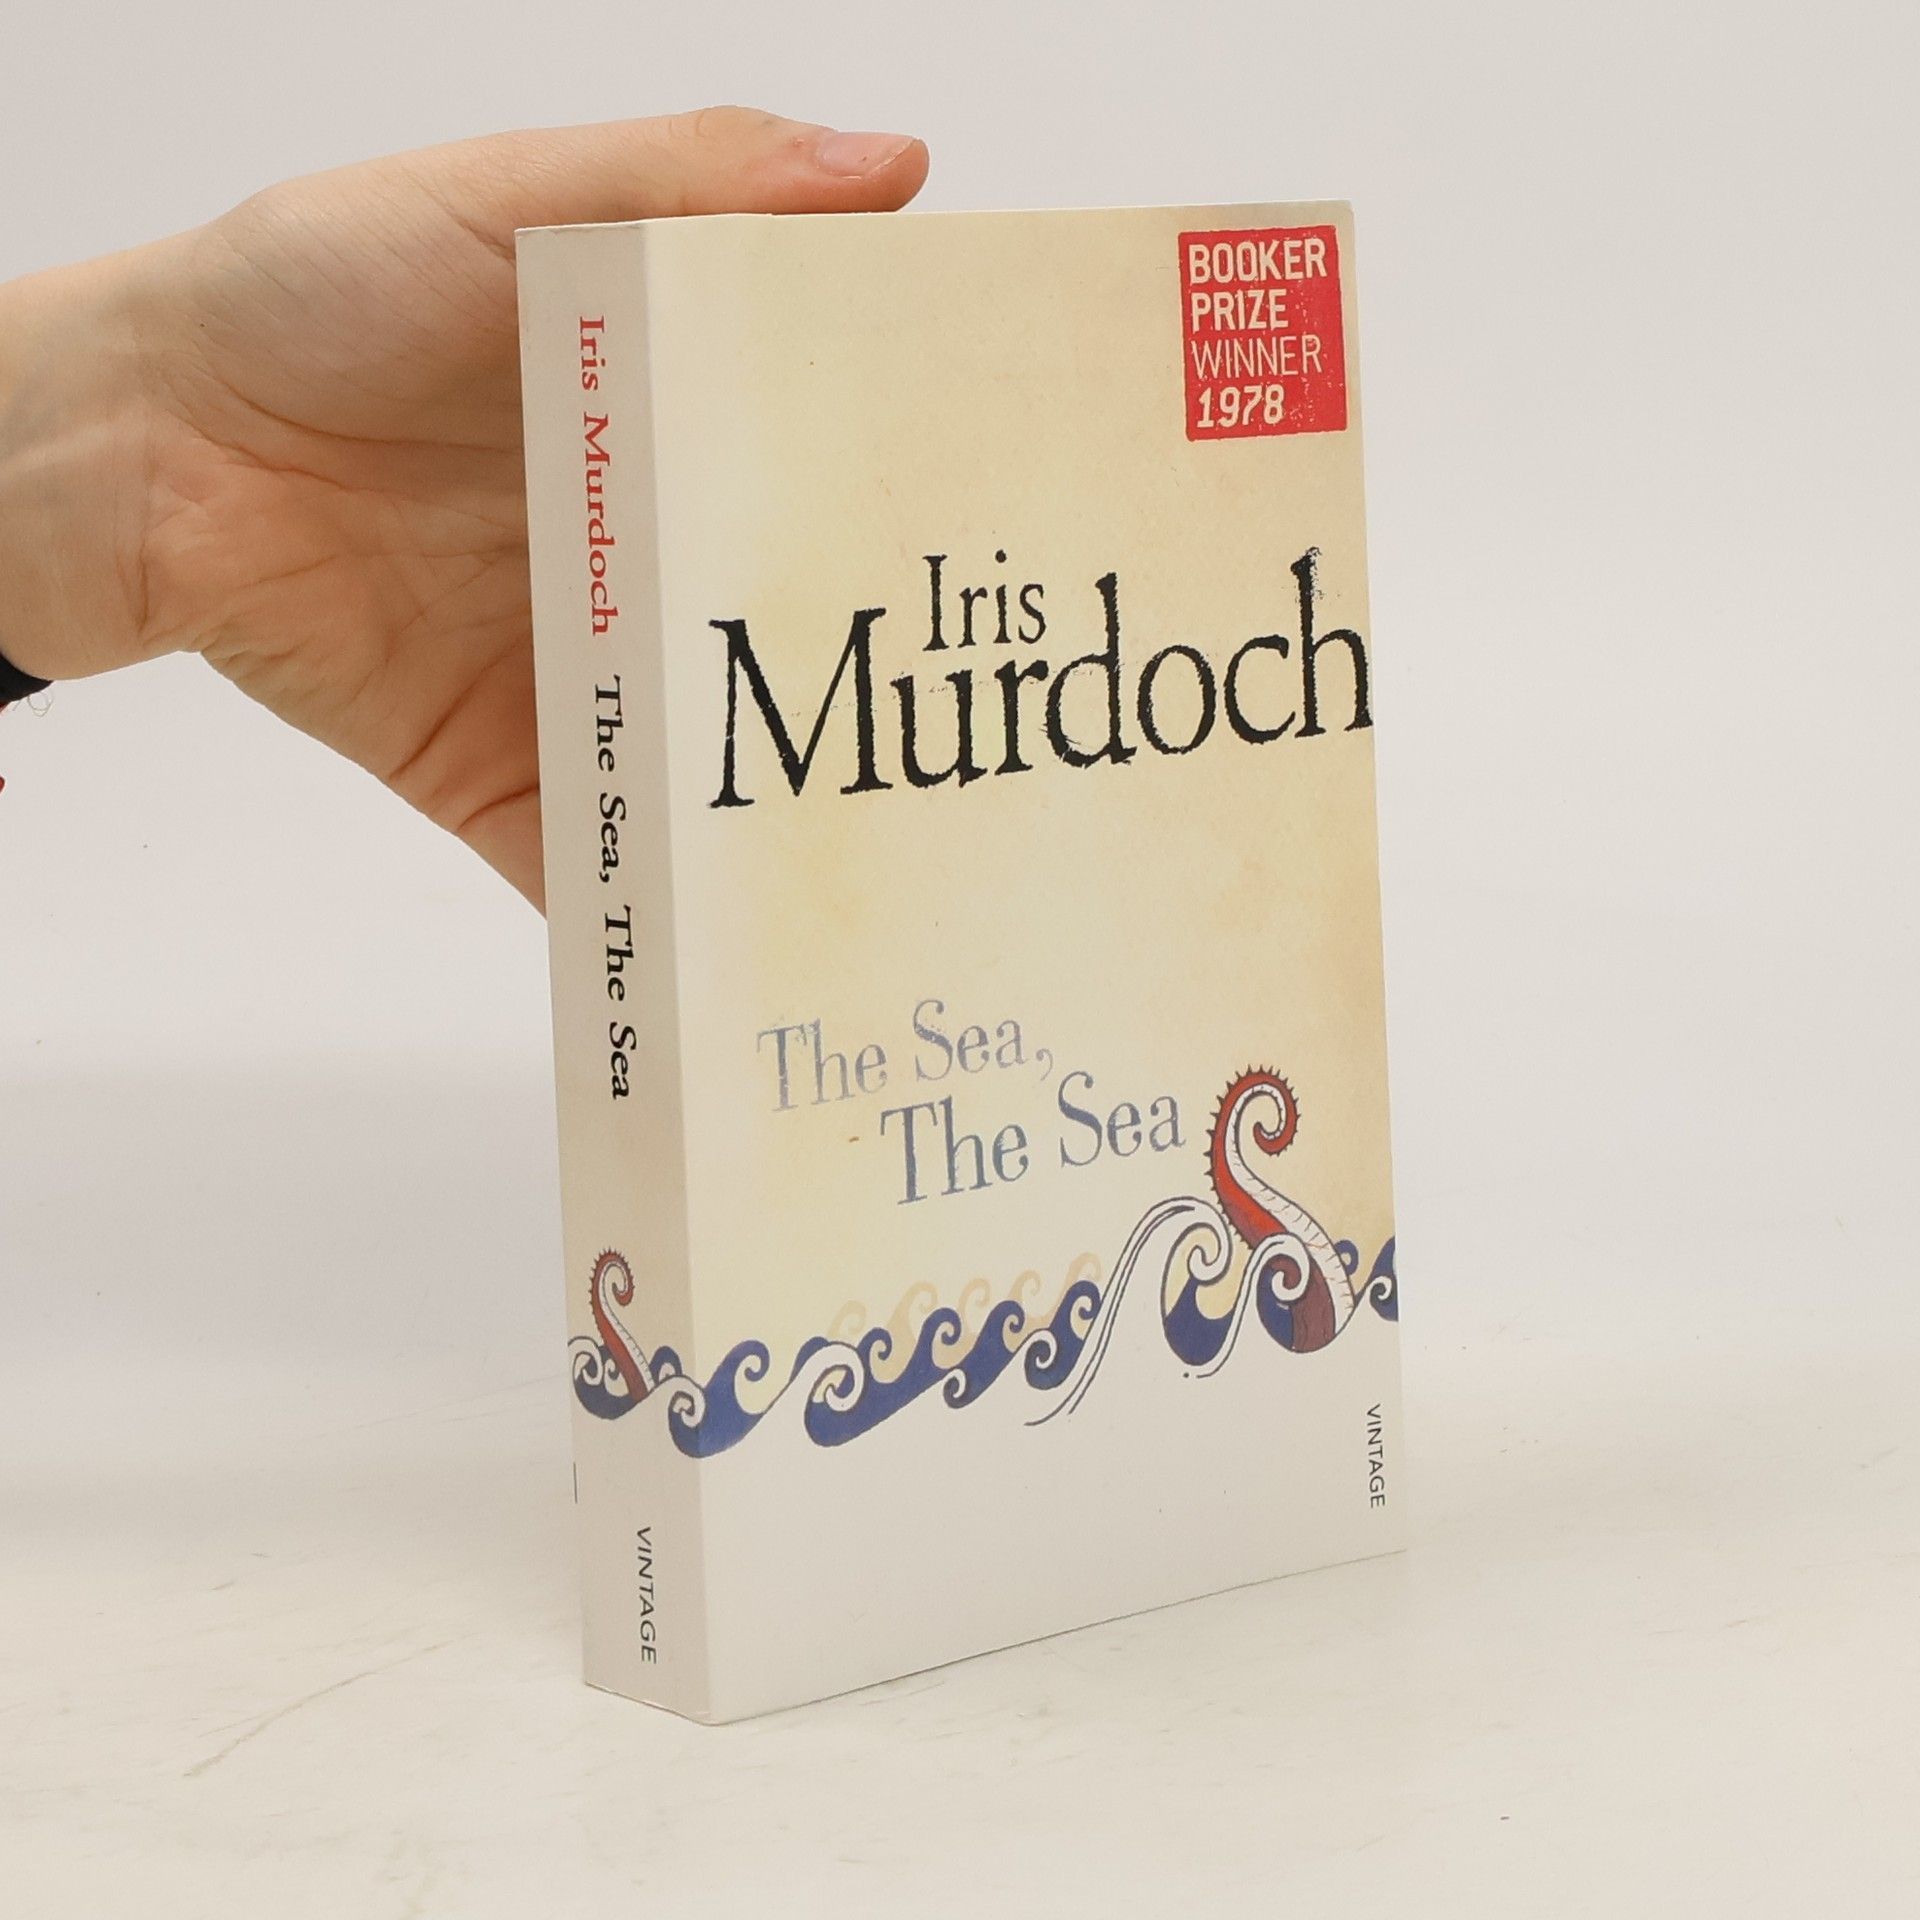 Iris Murdoch The Sea, The Sea
VINTAGE
BOOKER
PRIZE
WINNER
1978
Iris
Murdoch
The Sea,
The Sea
VINTAGE